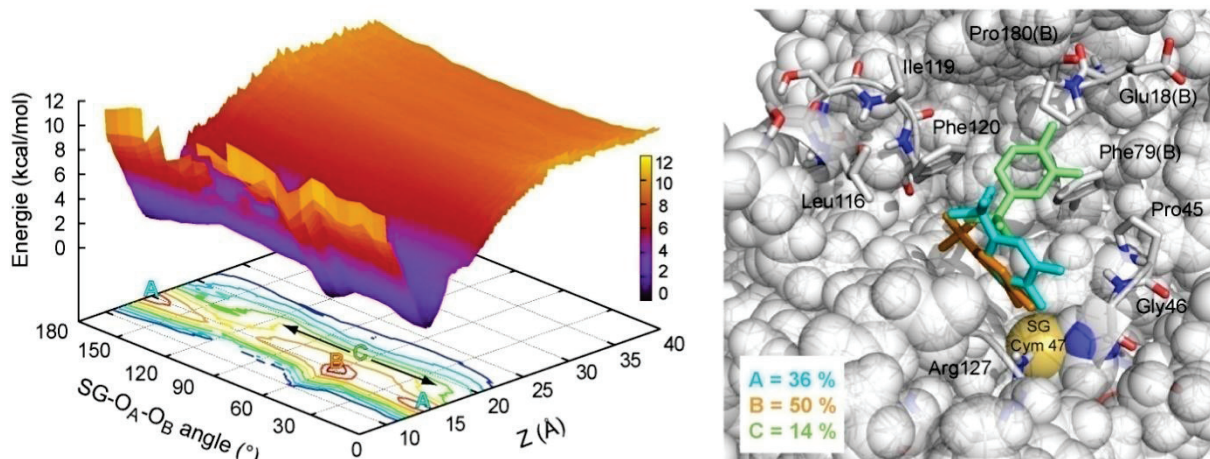 Energie (kcal/mol)
12
10
8
6
4
2
0
12
10
8
6
4
2
0
A
B
C
A
180
150
120
90
60
30
0
SG-OA-OB angle (°)
10
15
20
25
30
35
40
Z (Å)
Pro180(B)
Ile119
Glu18(B)
Phe120
Phe79(B)
Leu116
Pro45
Gly46
SG
Cym 47
Arg127
A = 36 %
B = 50 %
C = 14 %